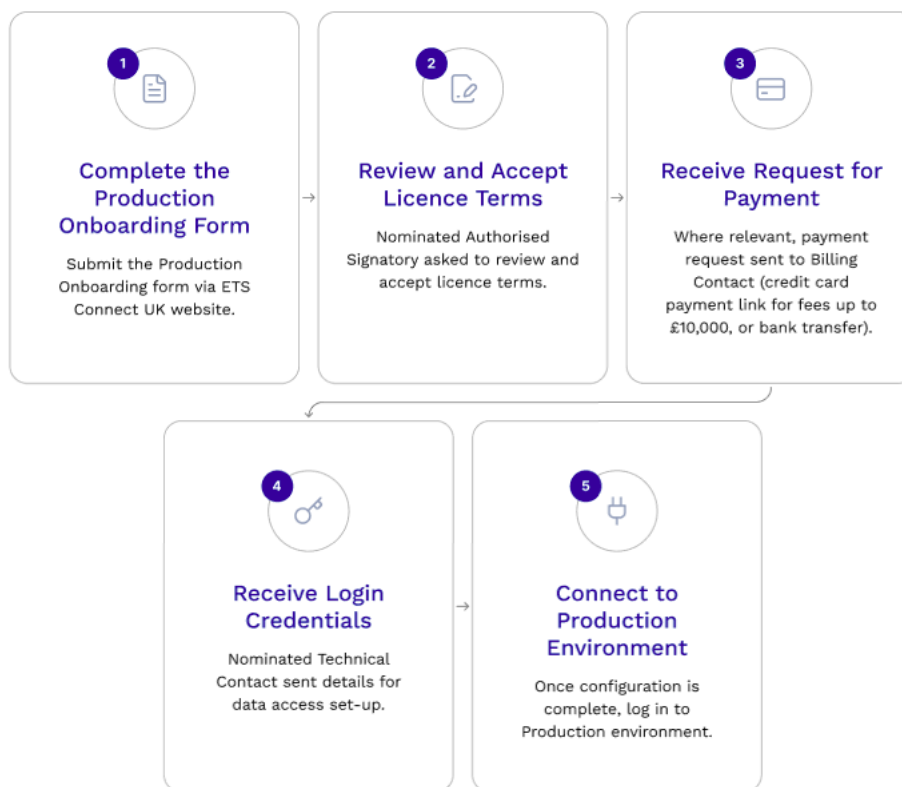 1
Complete the
Production
Onboarding Form
Submit the Production
Onboarding form via ETS
Connect UK website.
2
Review and Accept
Licence Terms
Nominated Authorised
Signatory asked to review and
accept licence terms.
3
Receive Request for
Payment
Where relevant, payment
request sent to Billing
Contact (credit card
payment link for fees up to
£10,000, or bank transfer).
4
Receive Login
Credentials
Nominated Technical
Contact sent details for
data access set-up.
5
Connect to
Production
Environment
Once configuration is
complete, log in to
Production environment.